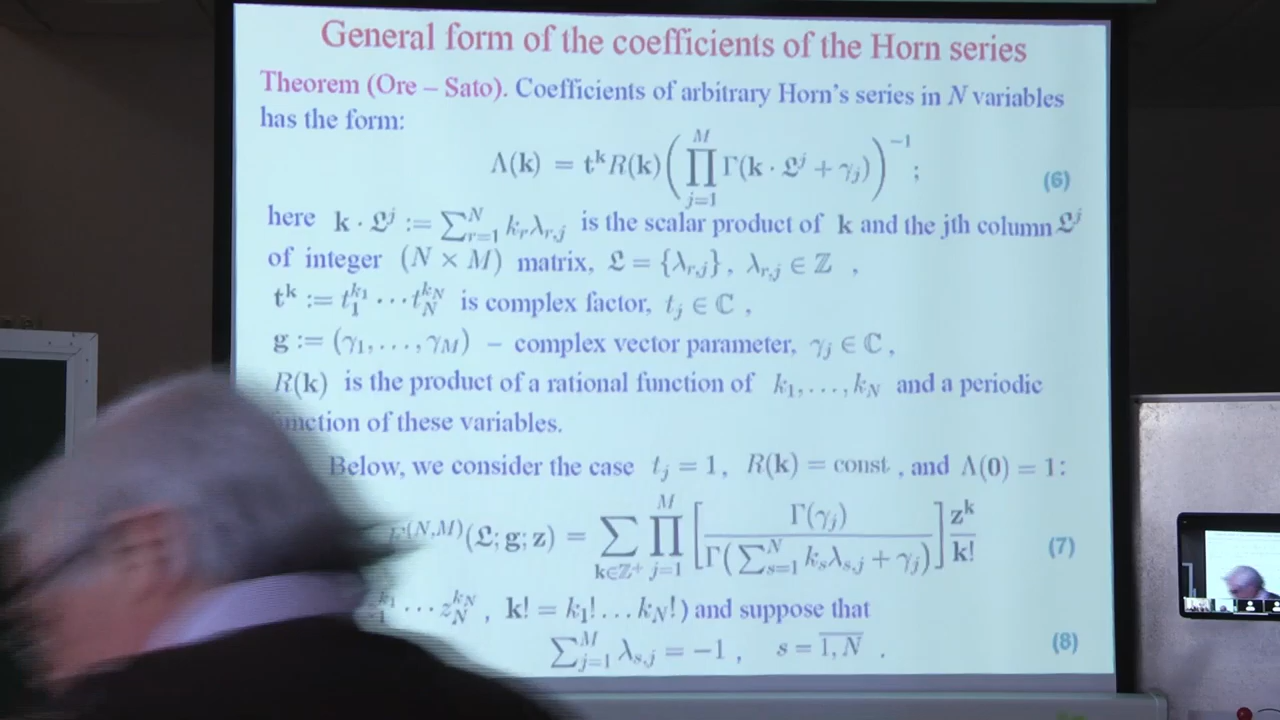 General form of the coefficients of the Horn series
Theorem (Ore – Sato). Coefficients of arbitrary Horn's series in N variables
has the form:
Λ(𝐤) = 𝐭^𝐤 R(𝐤) ( ∏_{j=1}^{M} Γ(𝐤 · 𝔏^j + γ_j) )^{−1} ; (6)
here 𝐤 · 𝔏^j := ∑_{r=1}^{N} k_r λ_{r,j} is the scalar product of 𝐤 and the jth column 𝔏^j
of integer (N × M) matrix, 𝔏 = {λ_{r,j}}, λ_{r,j} ∈ ℤ ,
𝐭^𝐤 := t_1^{k_1} · · · t_N^{k_N} is complex factor, t_j ∈ ℂ ,
𝐠 := (γ_1, . . . , γ_M) – complex vector parameter, γ_j ∈ ℂ ,
R(𝐤) is the product of a rational function of k_1, . . . , k_N and a periodic
function of these variables.
Below, we consider the case t_j = 1, R(𝐤) = const , and Λ(𝟎) = 1:
^{(N,M)}(𝔏; 𝐠; 𝐳) = ∑_{𝐤∈ℤ^+} ∏_{j=1}^{M} [ Γ(γ_j) / Γ(∑_{s=1}^{N} k_s λ_{s,j} + γ_j) ] 𝐳^𝐤 / 𝐤! (7)
· · · z_N^{k_N} , 𝐤! = k_1! . . . k_N!) and suppose that
∑_{j=1}^{M} λ_{s,j} = −1 , s = \overline{1, N} . (8)